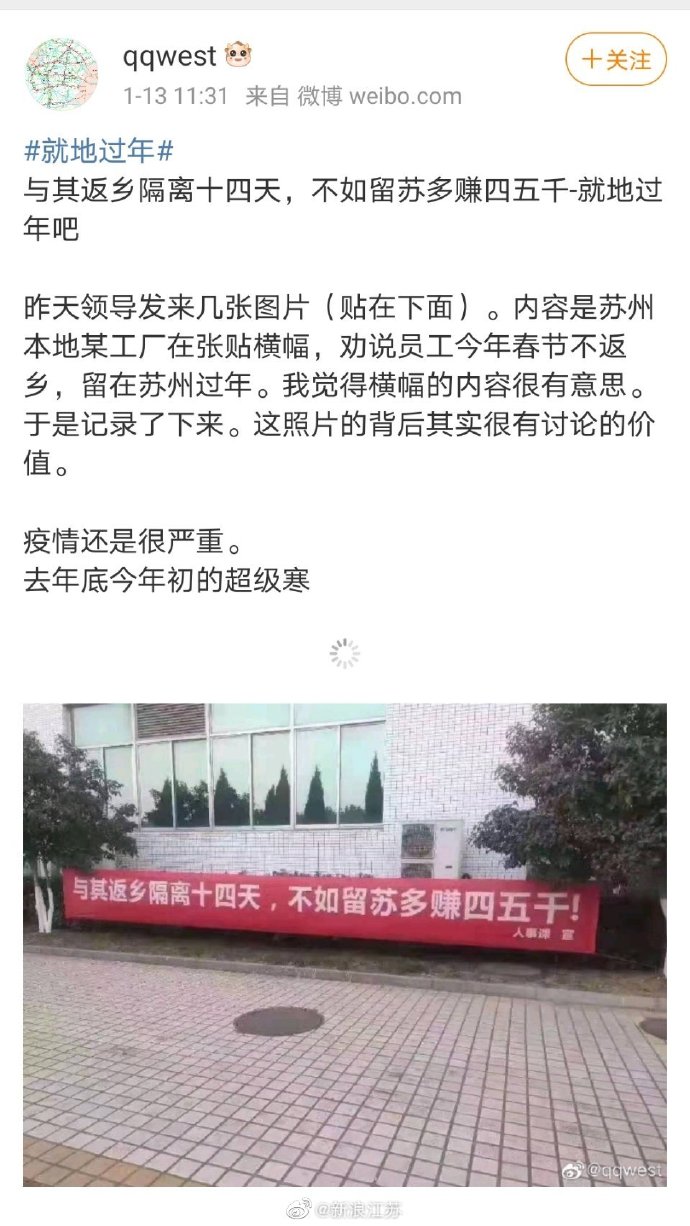 qqwest
1-13 11:31 来自 微博 weibo.com
+关注
#就地过年#
与其返乡隔离十四天，不如留苏多赚四五千-就地过
年吧
昨天领导发来几张图片（贴在下面）。内容是苏州
本地某工厂在张贴横幅，劝说员工今年春节不返
乡，留在苏州过年。我觉得横幅的内容很有意思。
于是记录了下来。这照片的背后其实很有讨论的价
值。
疫情还是很严重。
去年底今年初的超级寒
与其返乡隔离十四天，不如留苏多赚四五千!
人事课 宣
@qqwest
@新浪江苏